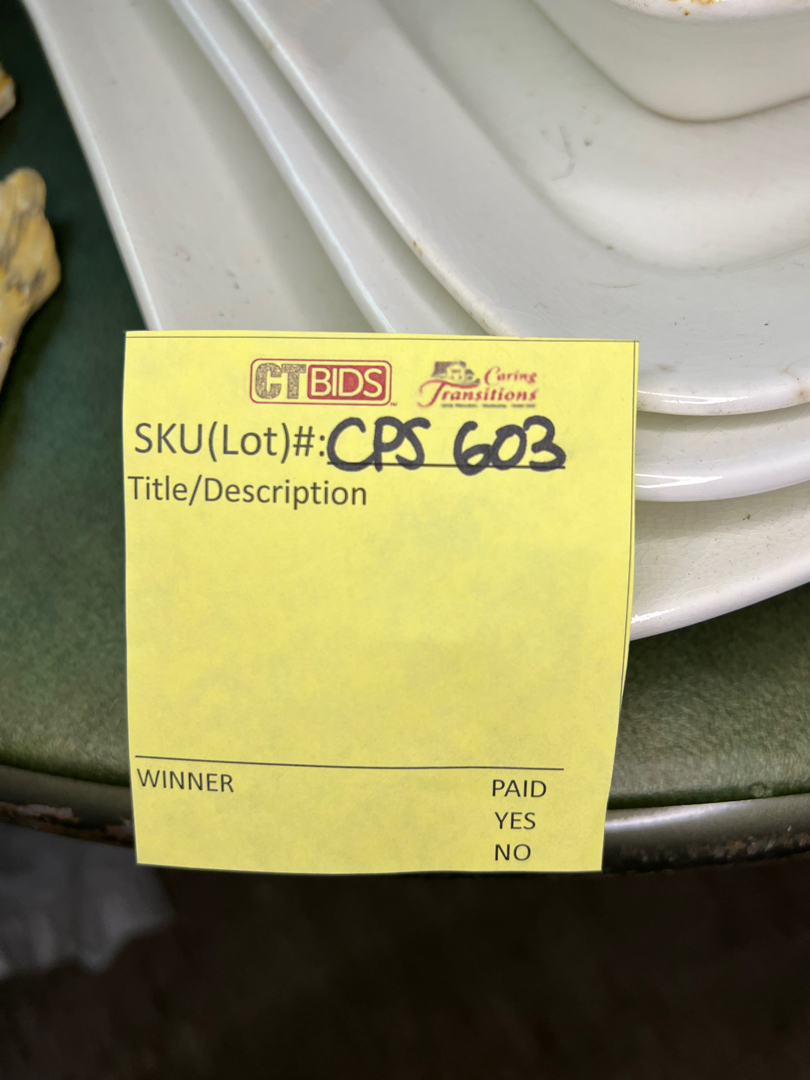 CTBIDS Caring Transitions
SKU(Lot)#: CPS 603
Title/Description
WINNER PAID
YES
NO